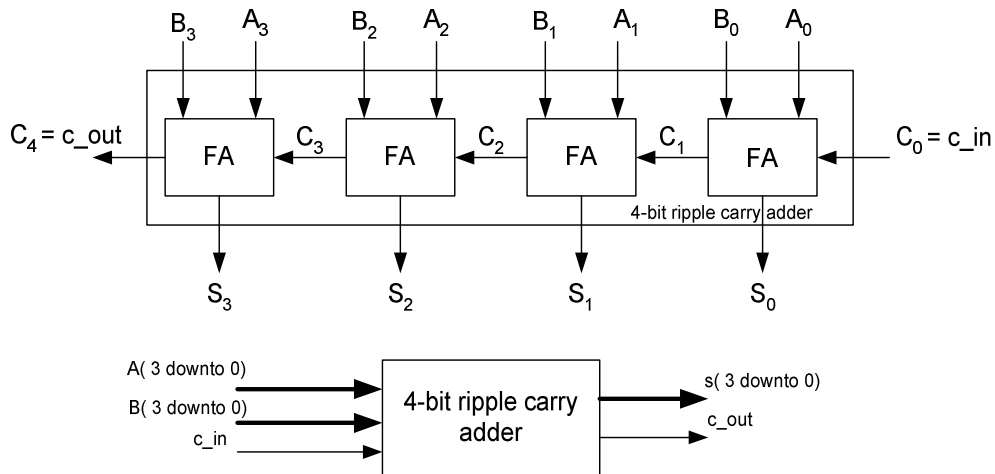 B3 A3 B2 A2 B1 A1 B0 A0
C4 = c_out FA C3 FA C2 FA C1 FA C0 = c_in
4-bit ripple carry adder
S3 S2 S1 S0
A( 3 downto 0)
B( 3 downto 0)
c_in
4-bit ripple carry
adder
s( 3 downto 0)
c_out